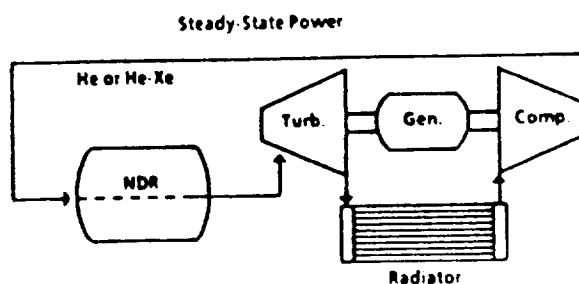 Steady-State Power
He or He-Xe
Turb.
Gen.
Comp.
NDR
Radiator